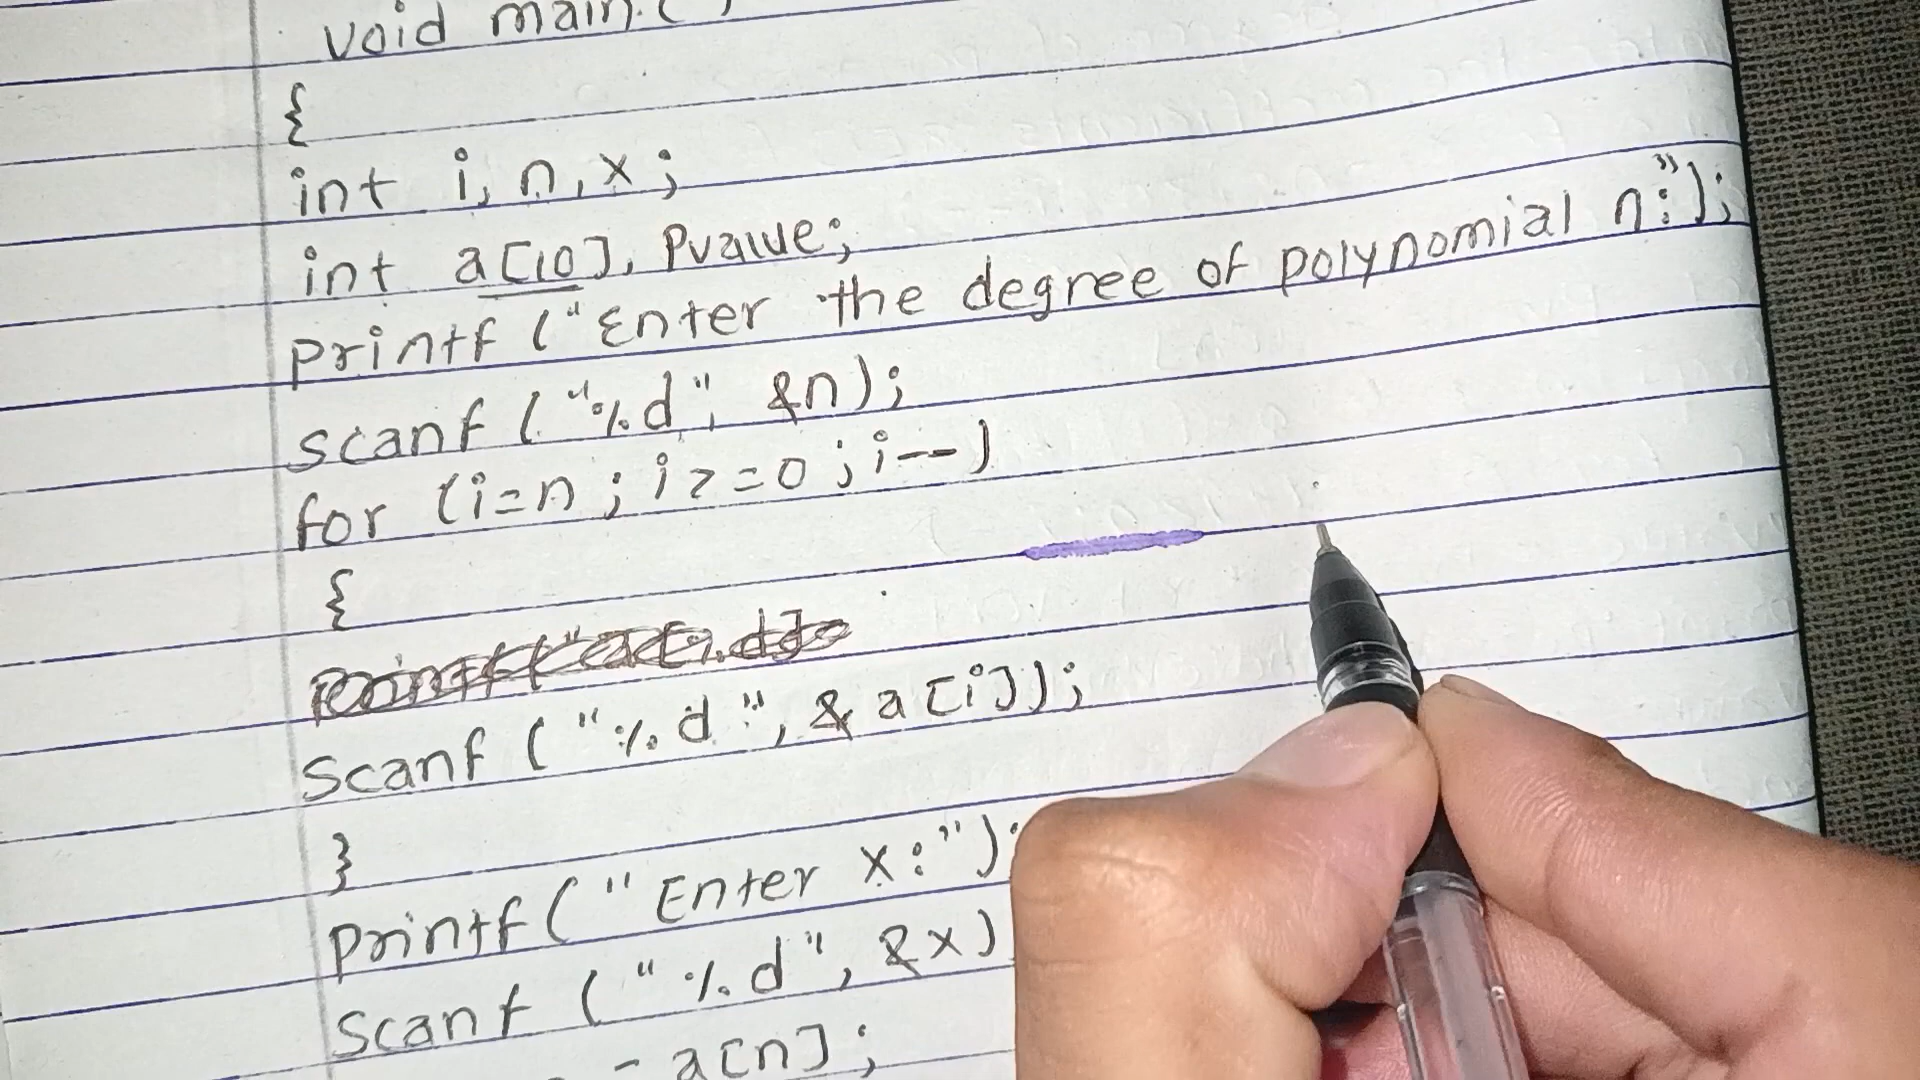 void main()
{
int i, n, x;
int a[10], Pvalue;
printf ("Enter the degree of polynomial n:");
scanf ("%d", &n);
for (i=n; i>=0; i--)
{
Scanf ("%d", &a[i]);
}
printf ("Enter x:");
Scanf ("%d", &x)
a[n];